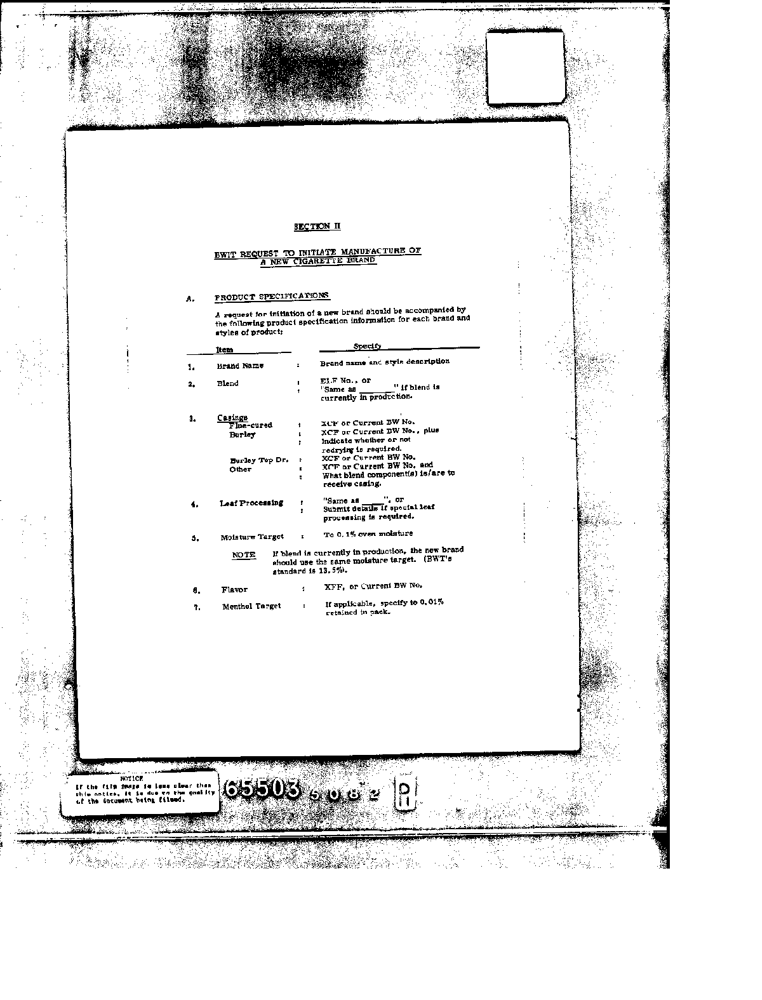 SECTION II
BWIT REQUEST TO INITIATE MANUFACTURE OF
A NEW CIGARETTE BRAND
A. PRODUCT SPECIFICATIONS
A request for initiation of a new brand should be accompanied by
the following product specification information for each brand and
styles of product:
Item Specify
1. Brand Name : Brand name and style description
2. Blend : ELF No., or
: "Same as ______" if blend is
currently in production.
3. Casings
Flue-cured : XCF or Current BW No.
Burley : XCF or Current BW No., plus
: Indicate whether or not
redrying is required.
Burley Top Dr. : XCF or Current BW No.
Other : XCF or Current BW No. and
: What blend component(s) is/are to
receive casing.
4. Leaf Processing : "Same as ____", or
: Submit details if special leaf
processing is required.
5. Moisture Target : To 0.1% oven moisture
NOTE If blend is currently in production, the new brand
should use the same moisture target. (BWT's
standard is 13.5%).
6. Flavor : XFF, or Current BW No.
7. Menthol Target : If applicable, specify to 0.01%
retained in pack.
NOTICE
If the film image is less clear than
this notice, it is due to the quality
of the document being filmed.
65503 5082